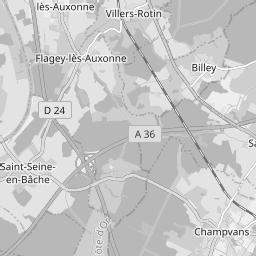 lès-Auxonne
Villers-Rotin
Flagey-lès-Auxonne
Billey
D 24
A 36
Saint-Seine-
en-Bâche
Champvans